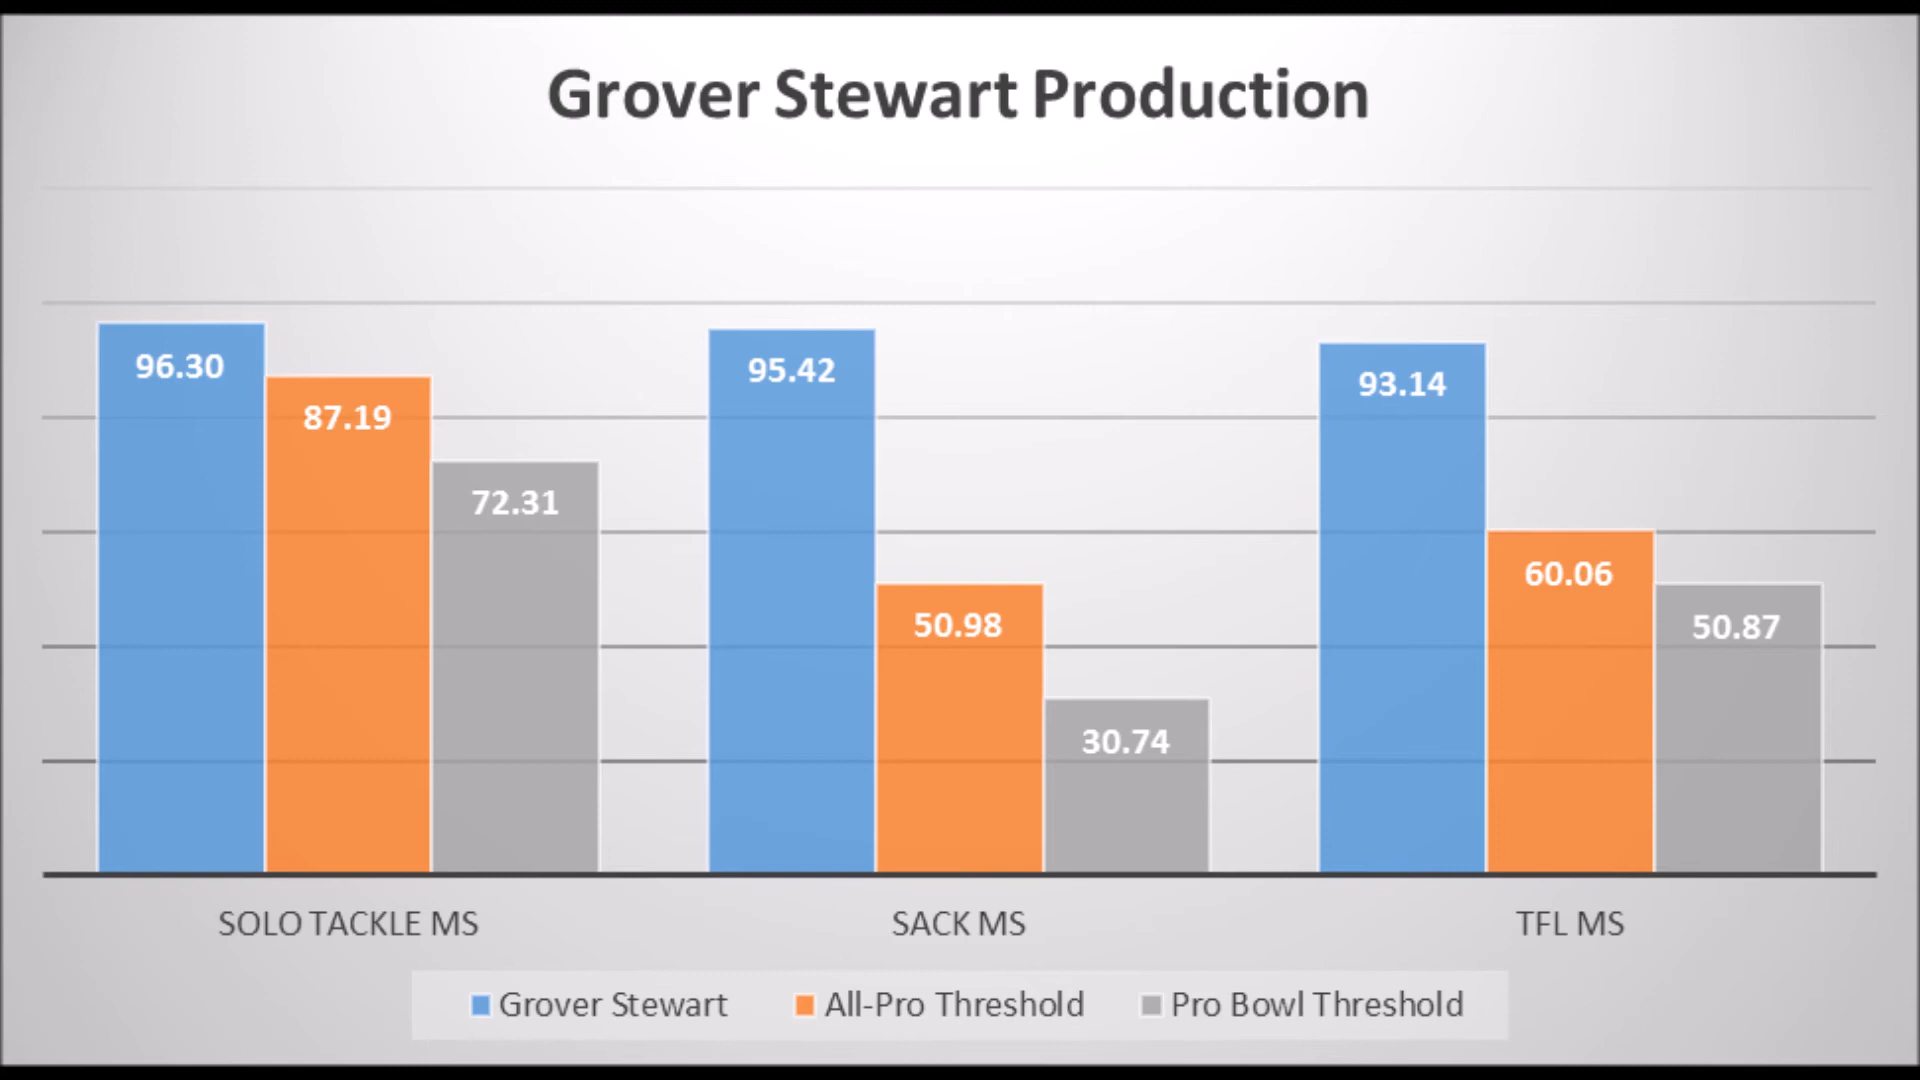 Grover Stewart Production
96.30
87.19
72.31
95.42
50.98
30.74
93.14
60.06
50.87
SOLO TACKLE MS
SACK MS
TFL MS
Grover Stewart
All-Pro Threshold
Pro Bowl Threshold